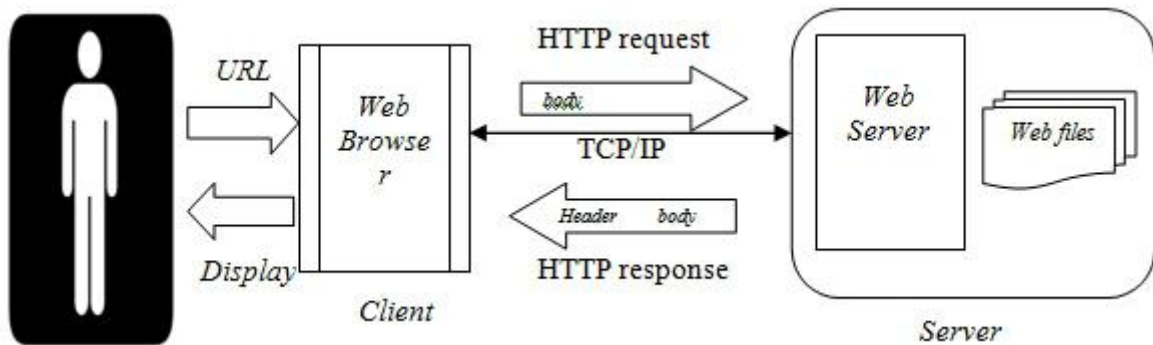 URL
Display
Web
Browse
r
Client
HTTP request
body,
TCP/IP
Header body
HTTP response
Web
Server
Web files
Server